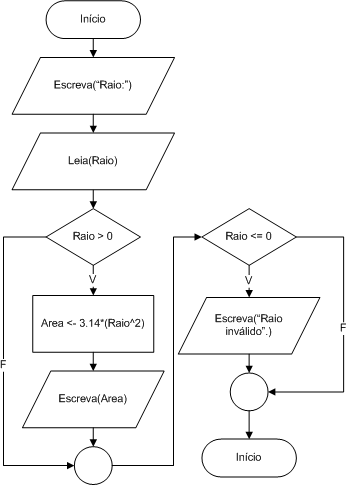 Início
Escreva(“Raio:”)
Leia(Raio)
Raio > 0
V
F
Area <- 3.14*(Raio^2)
Escreva(Area)
Raio <= 0
V
F
Escreva(“Raio
inválido”.)
Início